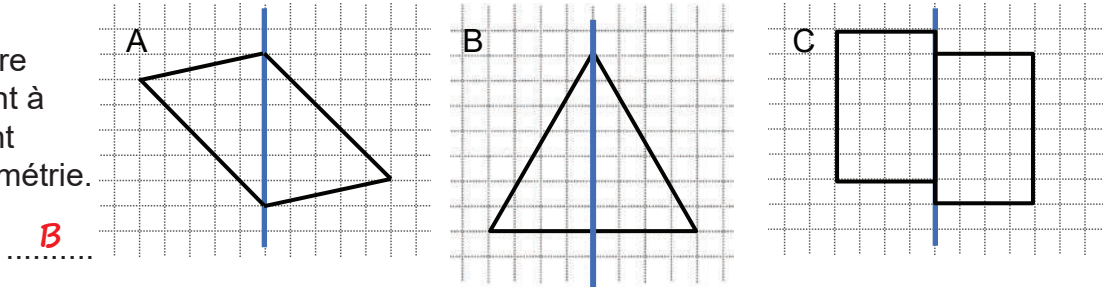 A
B
C
re
nt à
nt
métrie.
B
..........